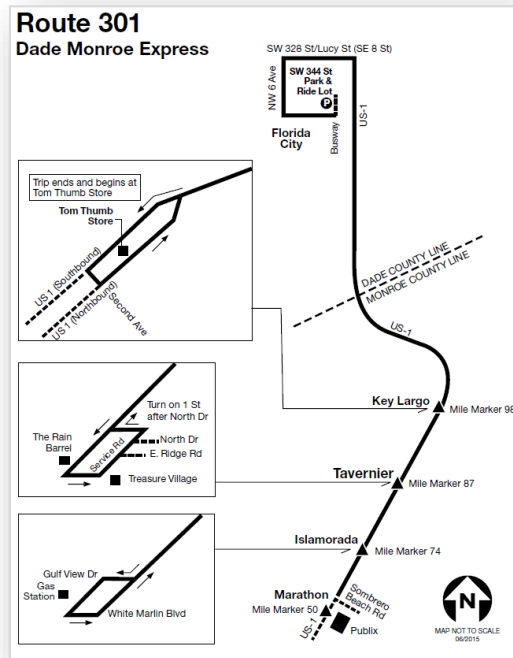 Route 301
Dade Monroe Express
SW 328 St/Lucy St (SE 8 St)
NW 6 Ave
SW 344 St
Park &
Ride Lot
P
Busway
US-1
Florida
City
Trip ends and begins at
Tom Thumb Store
Tom Thumb
Store
US 1 (Southbound)
US 1 (Northbound)
Second Ave
DADE COUNTY LINE
MONROE COUNTY LINE
US-1
Key Largo
Mile Marker 98
Turn on 1 St
after North Dr
The Rain
Barrel
Service Rd
North Dr
E. Ridge Rd
Treasure Village
Tavernier
Mile Marker 87
Islamorada
Mile Marker 74
Gulf View Dr
Gas
Station
White Marlin Blvd
Marathon
Mile Marker 50
Sombrero
Beach Rd
US-1
Publix
N
MAP NOT TO SCALE
06/2015